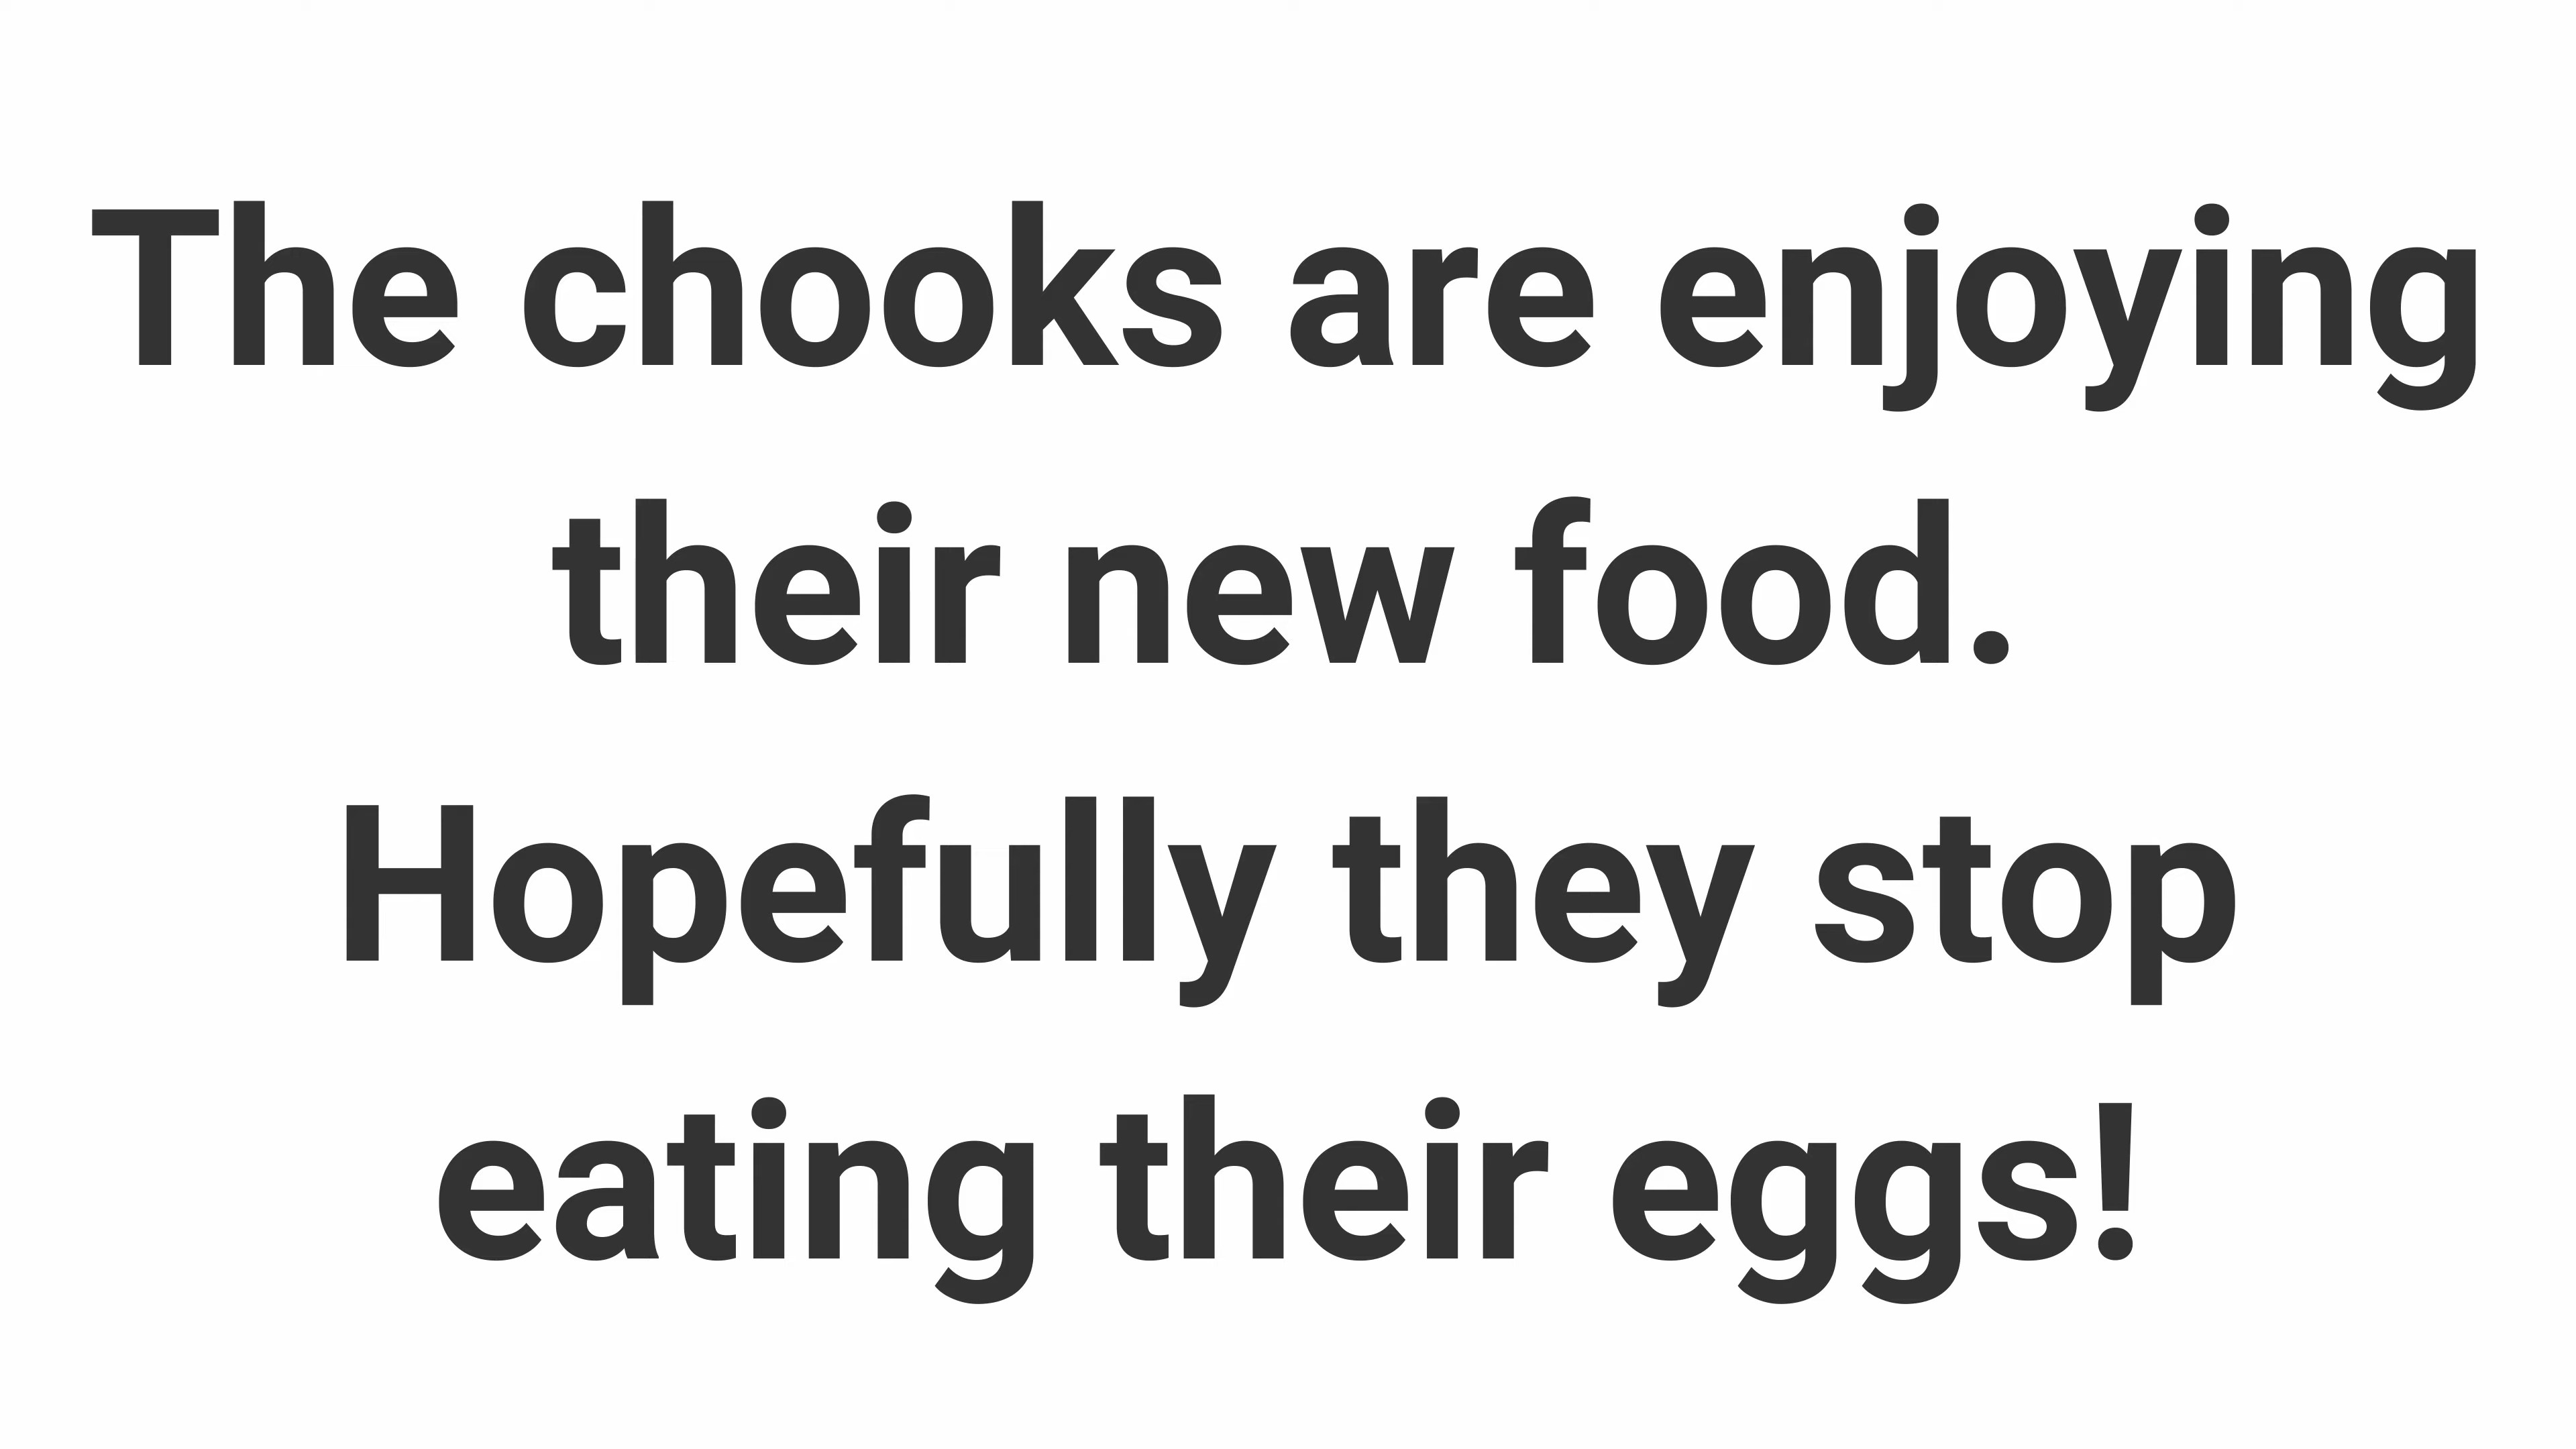 The chooks are enjoying
their new food.
Hopefully they stop
eating their eggs!